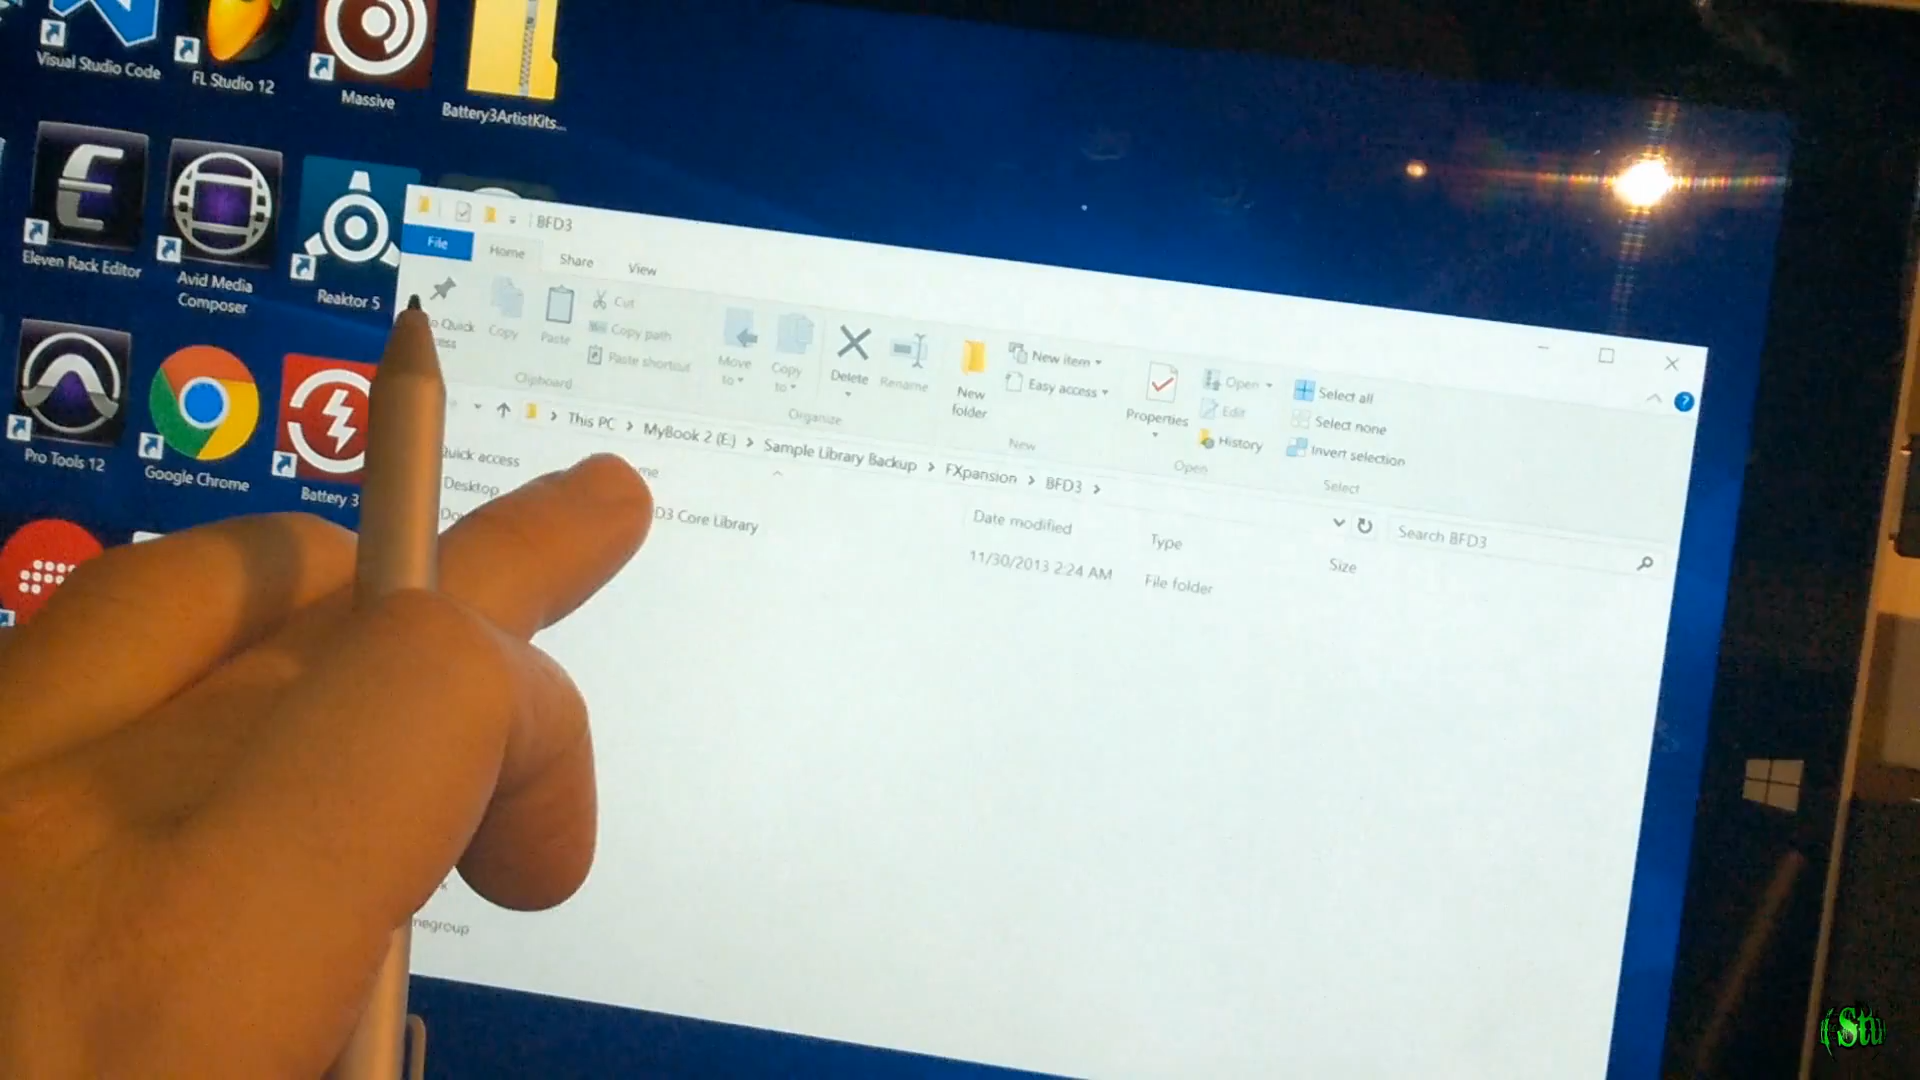 Visual Studio Code
FL Studio 12
Massive
Battery3ArtistKits...
Eleven Rack Editor
Avid Media
Composer
Reaktor 5
Pro Tools 12
Google Chrome
Battery 3
BFD3
File
Home
Share
View
Quick
Copy
Paste
Cut
Copy path
Paste shortcut
Clipboard
Move
to
Copy
to
Delete
Rename
Organize
New
folder
New item
Easy access
New
Properties
Open
Edit
History
Open
Select all
Select none
Invert selection
Select
?
This PC > MyBook 2 (E:) > Sample Library Backup > FXpansion > BFD3 >
Search BFD3
Quick access
Desktop
Date modified
Type
Size
D3 Core Library
11/30/2013 2:24 AM
File folder
megroup
(Stu